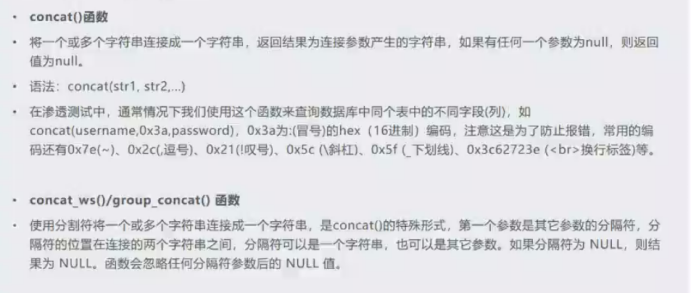 concat()函数
将一个或多个字符串连接成一个字符串，返回结果为连接参数产生的字符串，如果有任何一个参数为null，则返回
值为null。
语法：concat(str1, str2,...)
在渗透测试中，通常情况下我们使用这个函数来查询数据库中同个表中的不同字段(列)，如
concat(username,0x3a,password)，0x3a为:(冒号)的hex（16进制）编码，注意这是为了防止报错，常用的编
码还有0x7e(~)、0x2c(,逗号)、0x21(!叹号)、0x5c (\斜杠)、0x5f (_下划线)、0x3c62723e (<br>换行标签)等。
concat_ws()/group_concat() 函数
使用分割符将一个或多个字符串连接成一个字符串，是concat()的特殊形式，第一个参数是其它参数的分隔符，分
隔符的位置在连接的两个字符串之间，分隔符可以是一个字符串，也可以是其它参数。如果分隔符为 NULL，则结
果为 NULL。函数会忽略任何分隔符参数后的 NULL 值。